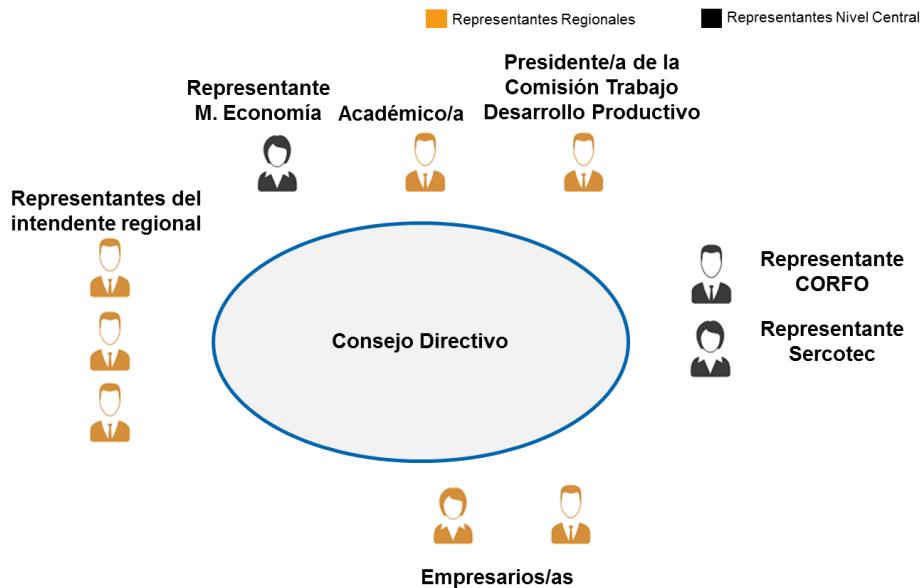 Representantes Regionales
Representantes Nivel Central
Presidente/a de la
Comisión Trabajo
Desarrollo Productivo
Representante
M. Economía
Académico/a
Representantes del
intendente regional
Representante
CORFO
Representante
Sercotec
Consejo Directivo
Empresarios/as